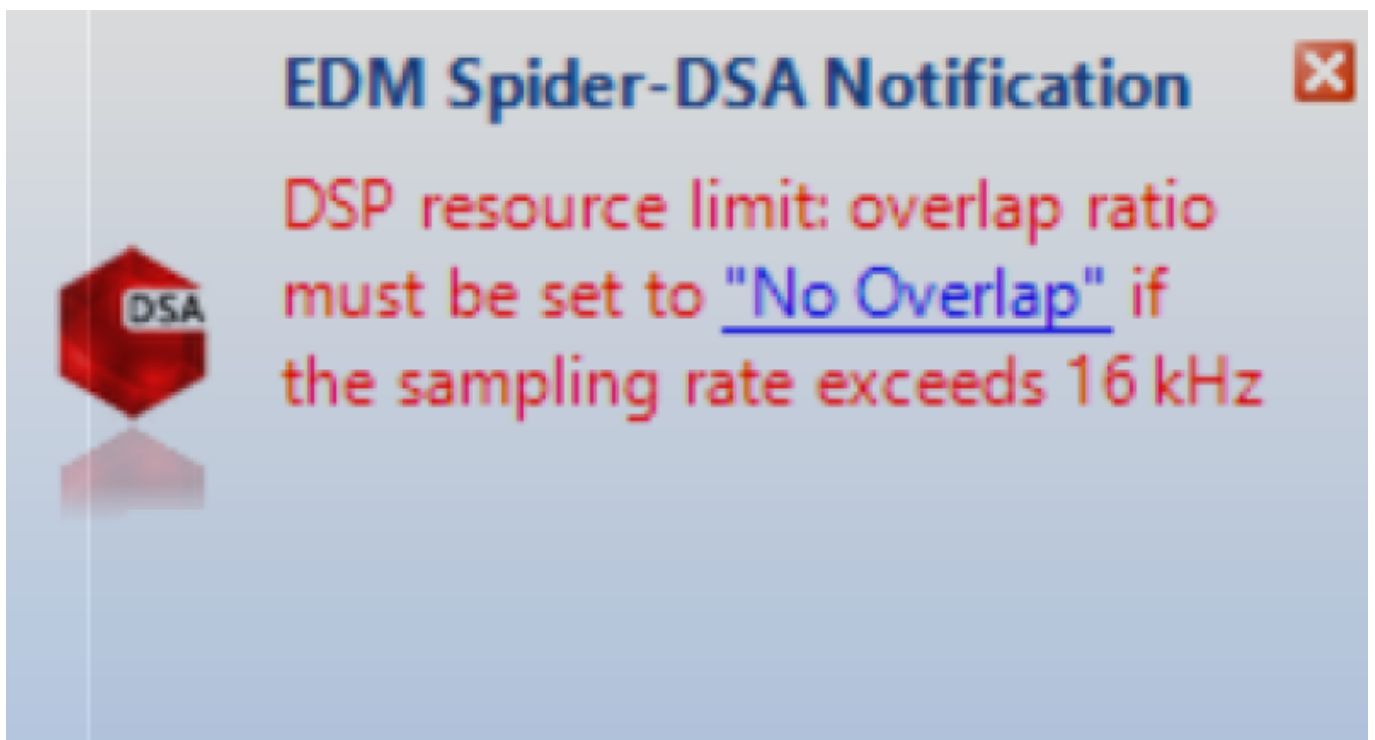 EDM Spider-DSA Notification
DSP resource limit: overlap ratio
must be set to "No Overlap" if
the sampling rate exceeds 16 kHz
DSA